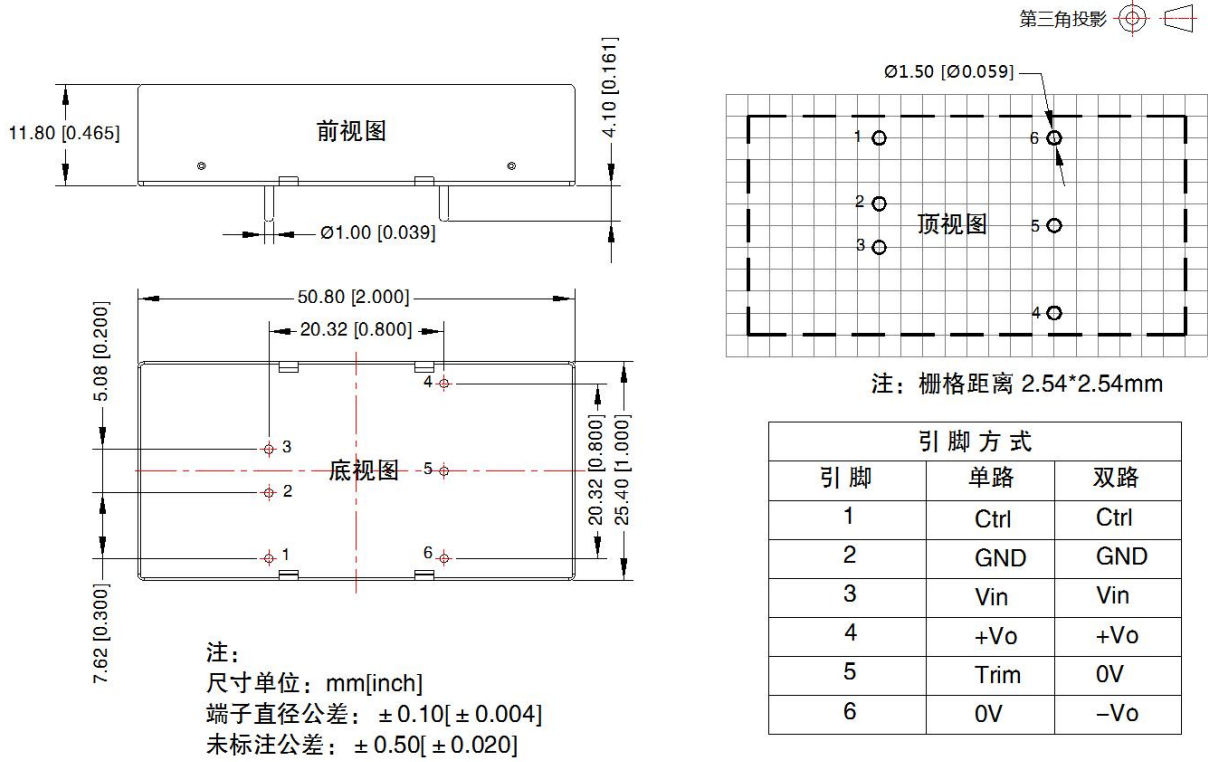 第三角投影
Ø1.50 [Ø0.059]
11.80 [0.465]
前视图
4.10 [0.161]
Ø1.00 [0.039]
1
6
2
顶视图
5
3
4
注：栅格距离 2.54*2.54mm
50.80 [2.000]
20.32 [0.800]
5.08 [0.200]
4
3
底视图
5
2
20.32 [0.800]
25.40 [1.000]
1
6
7.62 [0.300]
注：
尺寸单位：mm[inch]
端子直径公差：±0.10[±0.004]
未标注公差：±0.50[±0.020]
引脚方式
引脚 单路 双路
1 Ctrl Ctrl
2 GND GND
3 Vin Vin
4 +Vo +Vo
5 Trim 0V
6 0V −Vo